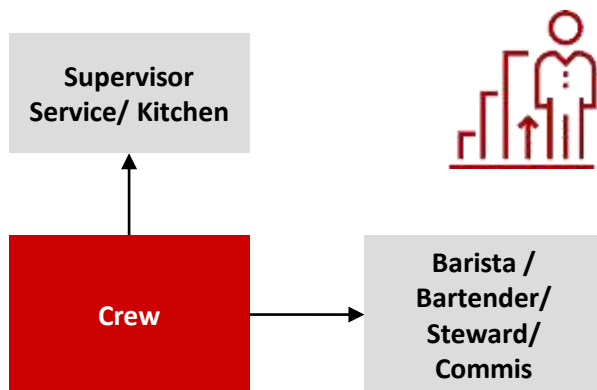 Supervisor
Service/ Kitchen
Crew
Barista /
Bartender/
Steward/
Commis